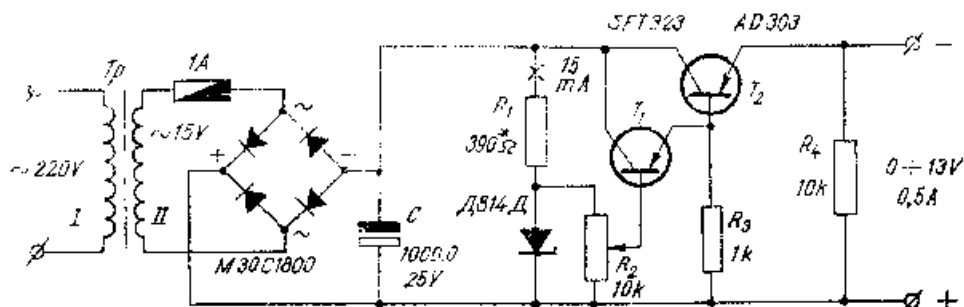 Tp
1A
~15V
~220V
I
II
+
-
~
~
M30C1800
C
1000,0
25V
15
mA
R1
390*
Ω
Д814Д
R2
10k
SFT323
AD303
T1
T2
R3
1k
R4
10k
-
0÷13V
0,5A
+